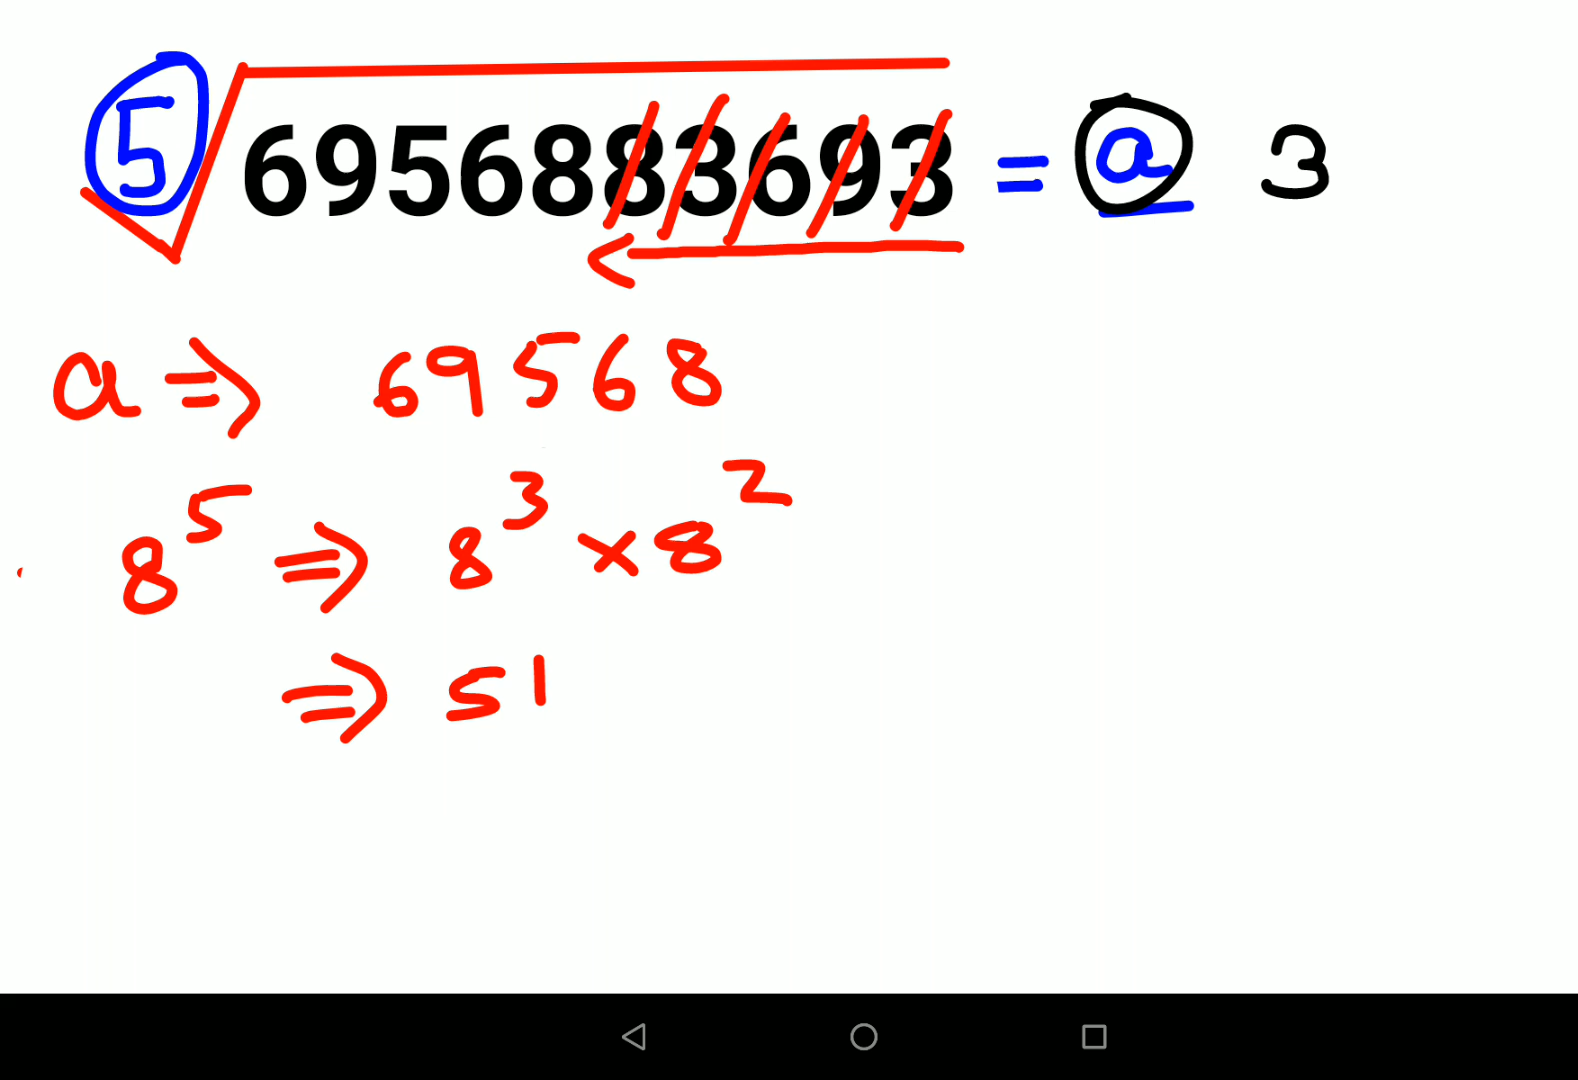 5√6956883693 = a 3
a ⇒ 69568
8^5 ⇒ 8^3 × 8^2
⇒ 51